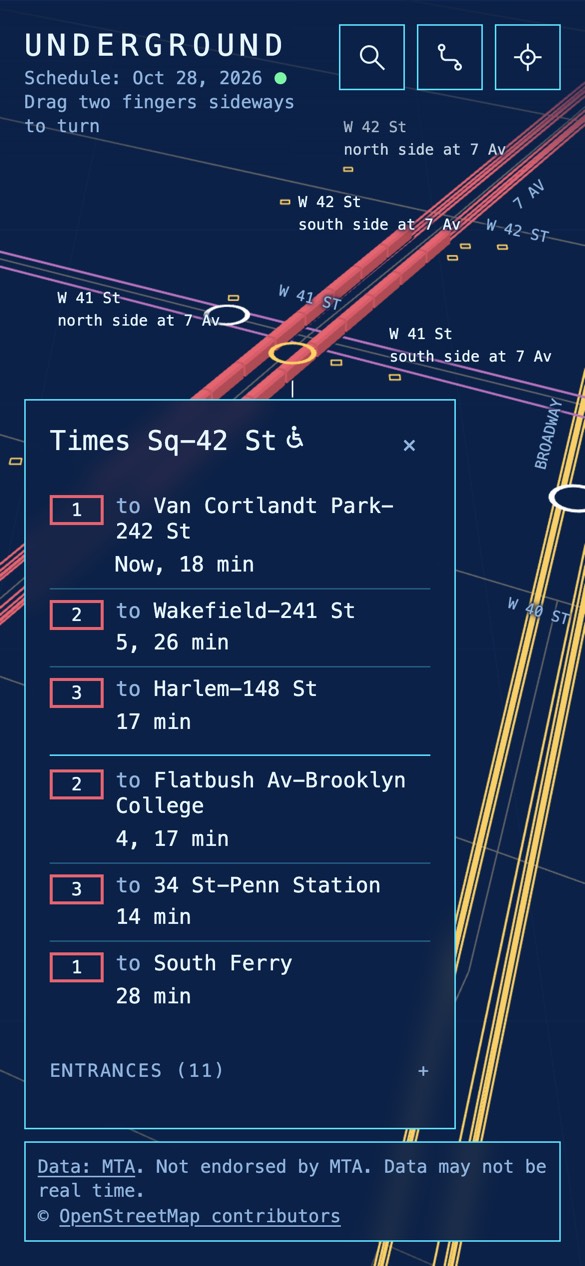 UNDERGROUND
Schedule: Oct 28, 2026
Drag two fingers sideways
to turn
W 42 St
north side at 7 Av
7 AV
W 42 St
south side at 7 Av
W 42 ST
W 41 St
north side at 7 Av
W 41 ST
W 41 St
south side at 7 Av
BROADWAY
W 40 ST
Times Sq–42 St
×
1 to Van Cortlandt Park–
242 St
Now, 18 min
2 to Wakefield–241 St
5, 26 min
3 to Harlem–148 St
17 min
2 to Flatbush Av–Brooklyn
College
4, 17 min
3 to 34 St–Penn Station
14 min
1 to South Ferry
28 min
ENTRANCES (11) +
Data: MTA. Not endorsed by MTA. Data may not be
real time.
© OpenStreetMap contributors